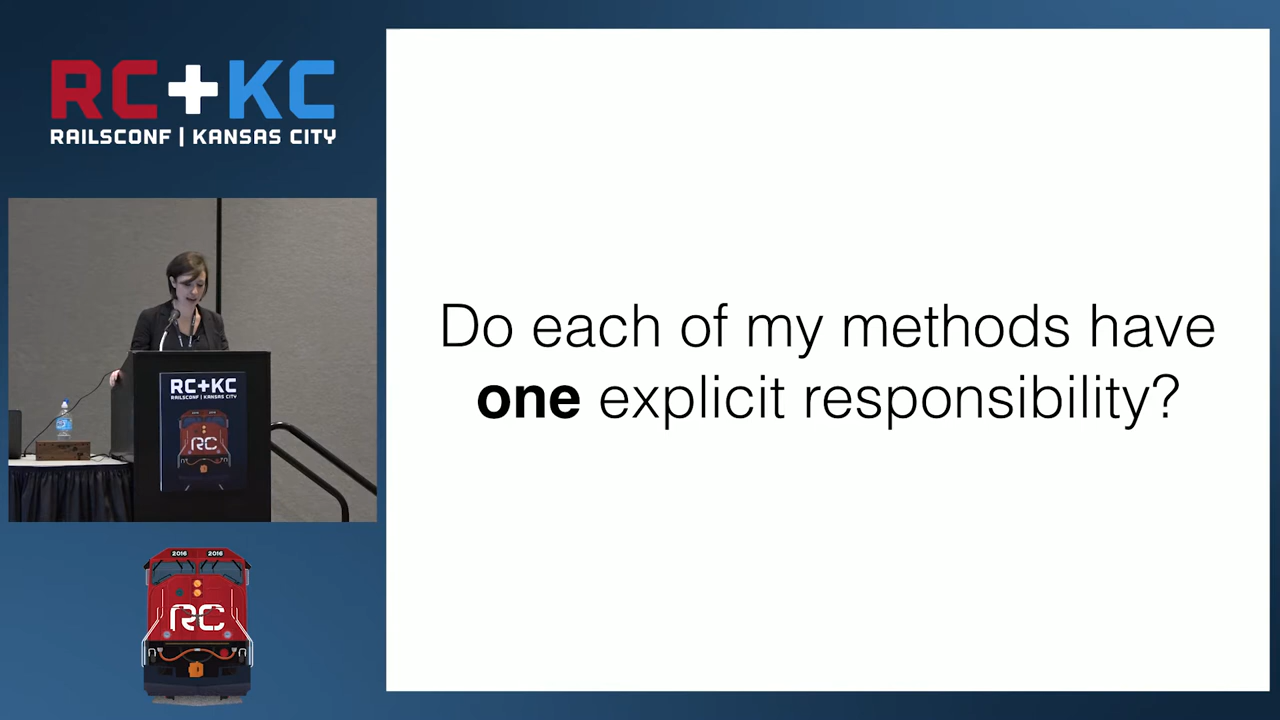 RC+KC
RAILSCONF | KANSAS CITY
Do each of my methods have
one explicit responsibility?
RC+KC
RAILSCONF | KANSAS CITY
RC
2016 2016
RC